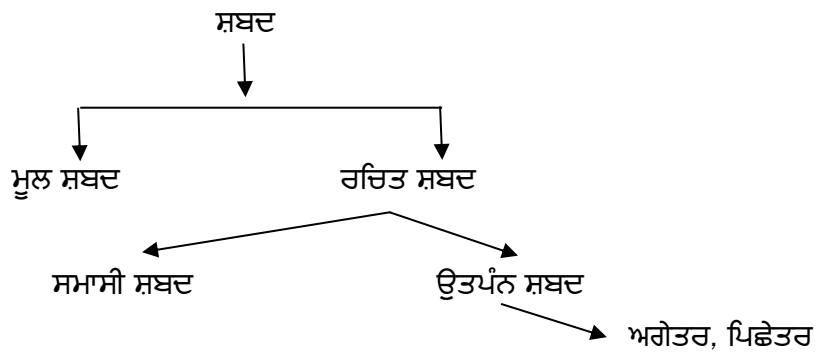 ਸ਼ਬਦ
ਮੂਲ ਸ਼ਬਦ ਰਚਿਤ ਸ਼ਬਦ
ਸਮਾਸੀ ਸ਼ਬਦ ਉਤਪੰਨ ਸ਼ਬਦ
ਅਗੇਤਰ, ਪਿਛੇਤਰ